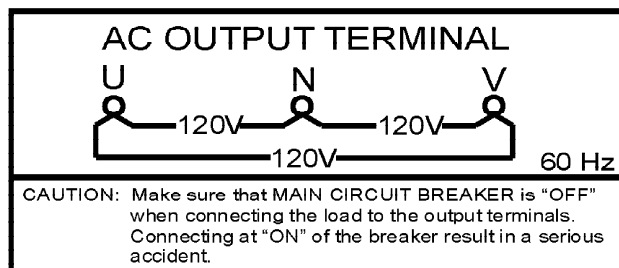 AC OUTPUT TERMINAL
U N V
120V 120V
120V
60 Hz
CAUTION: Make sure that MAIN CIRCUIT BREAKER is “OFF”
when connecting the load to the output terminals.
Connecting at “ON” of the breaker result in a serious
accident.